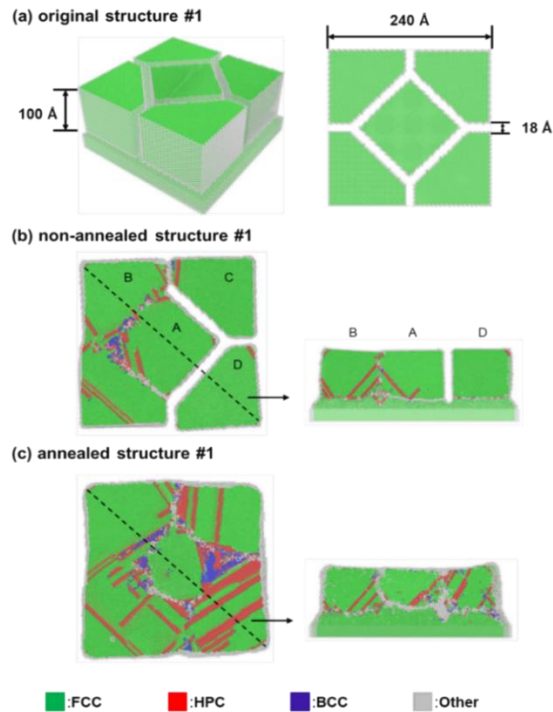 (a) original structure #1
240 Å
100 Å
18 Å
(b) non-annealed structure #1
B
C
A
D
B A D
(c) annealed structure #1
:FCC :HPC :BCC :Other